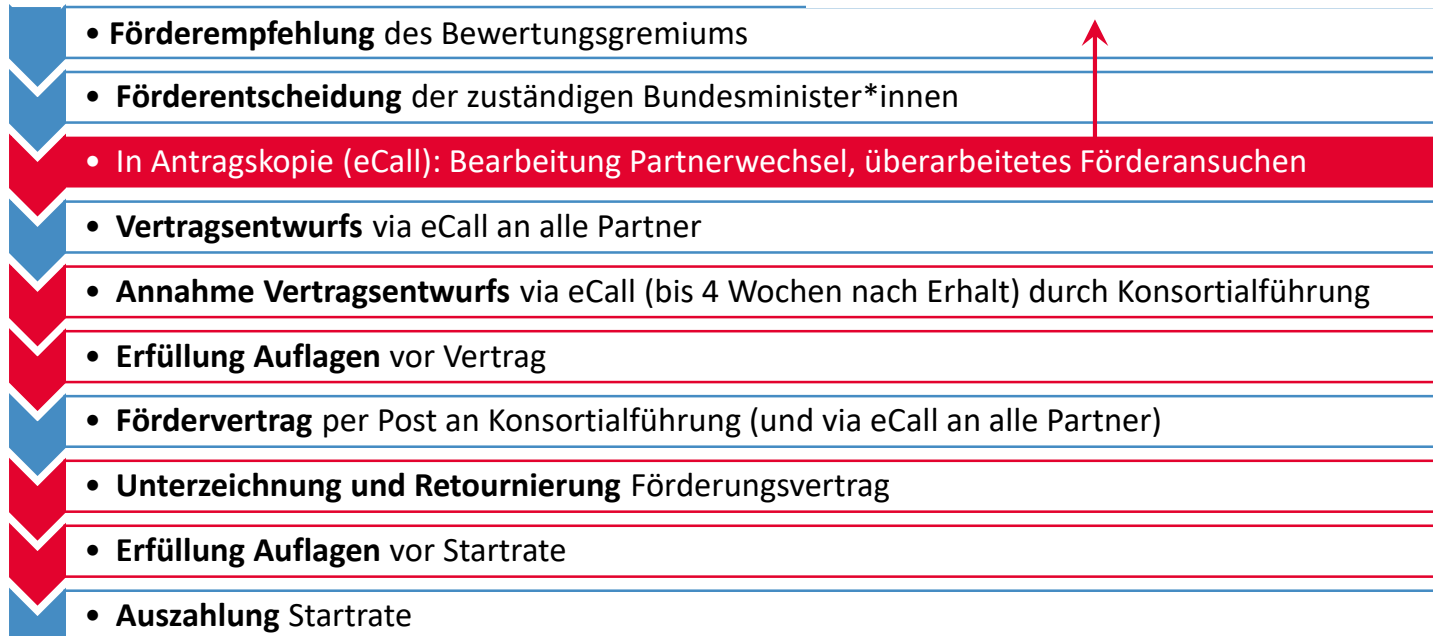 • Förderempfehlung des Bewertungsgremiums
• Förderentscheidung der zuständigen Bundesminister*innen
• In Antragskopie (eCall): Bearbeitung Partnerwechsel, überarbeitetes Förderansuchen
• Vertragsentwurfs via eCall an alle Partner
• Annahme Vertragsentwurfs via eCall (bis 4 Wochen nach Erhalt) durch Konsortialführung
• Erfüllung Auflagen vor Vertrag
• Fördervertrag per Post an Konsortialführung (und via eCall an alle Partner)
• Unterzeichnung und Retournierung Förderungsvertrag
• Erfüllung Auflagen vor Startrate
• Auszahlung Startrate